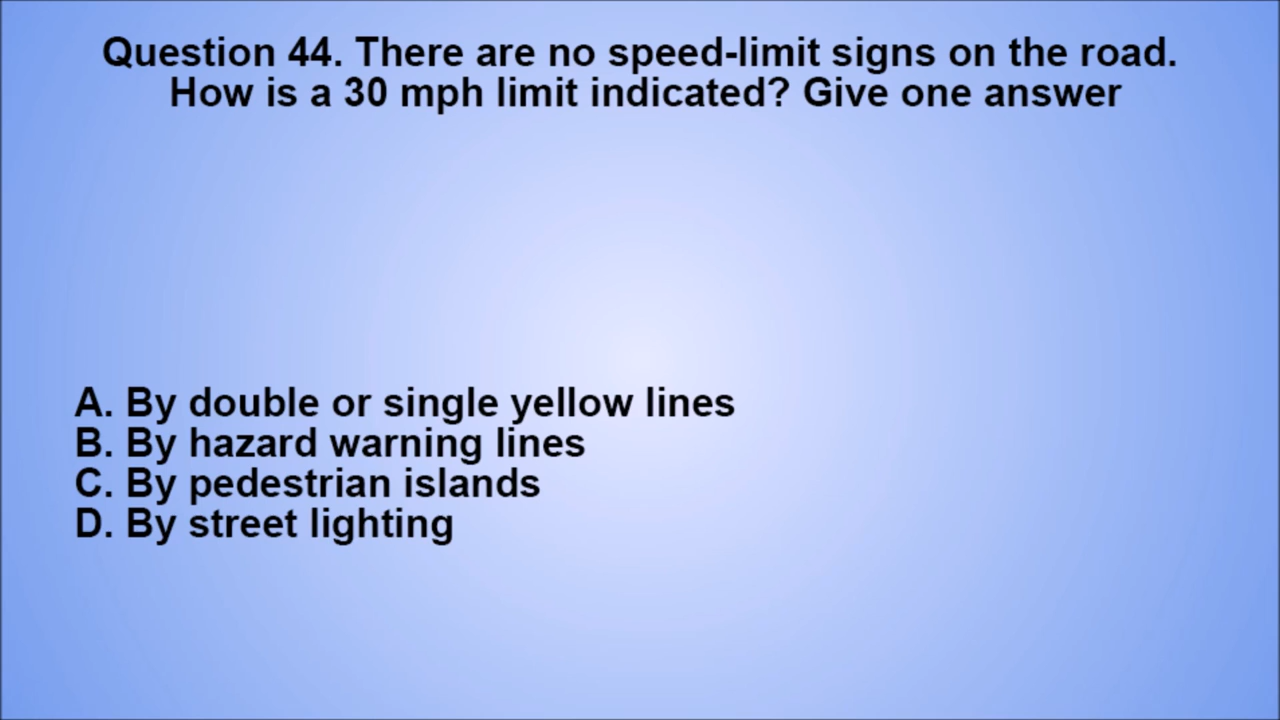 Question 44. There are no speed-limit signs on the road.
How is a 30 mph limit indicated? Give one answer
A. By double or single yellow lines
B. By hazard warning lines
C. By pedestrian islands
D. By street lighting